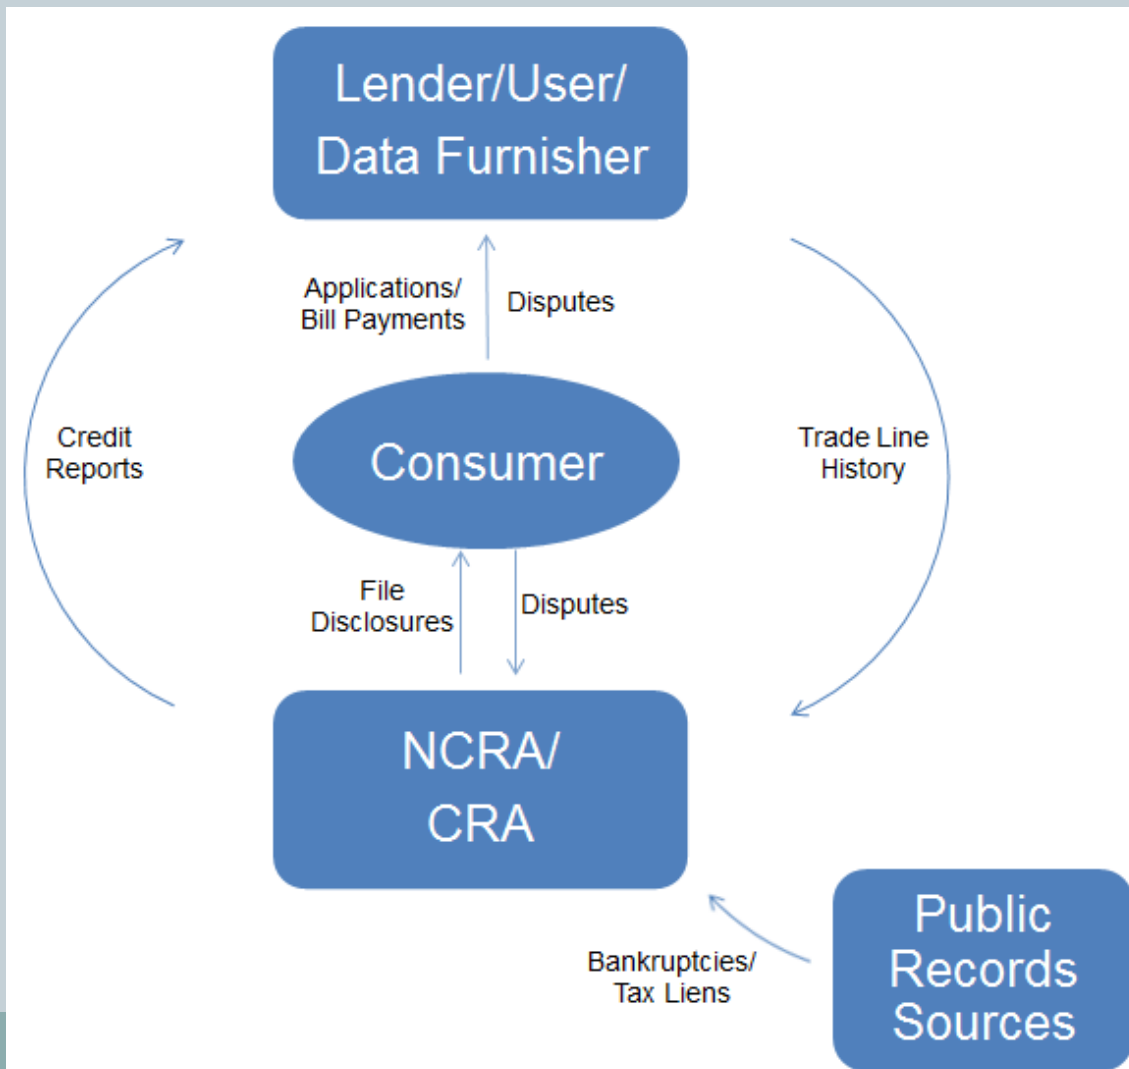 Lender/User/
Data Furnisher
Applications/
Bill Payments
Disputes
Credit
Reports
Consumer
Trade Line
History
File
Disclosures
Disputes
NCRA/
CRA
Bankruptcies/
Tax Liens
Public
Records
Sources